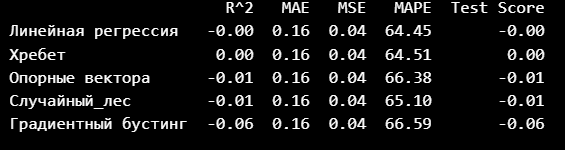 R^2 MAE MSE MAPE Test Score
Линейная регрессия -0.00 0.16 0.04 64.45 -0.00
Хребет 0.00 0.16 0.04 64.51 0.00
Опорные вектора -0.01 0.16 0.04 66.38 -0.01
Случайный_лес -0.01 0.16 0.04 65.10 -0.01
Градиентный бустинг -0.06 0.16 0.04 66.59 -0.06